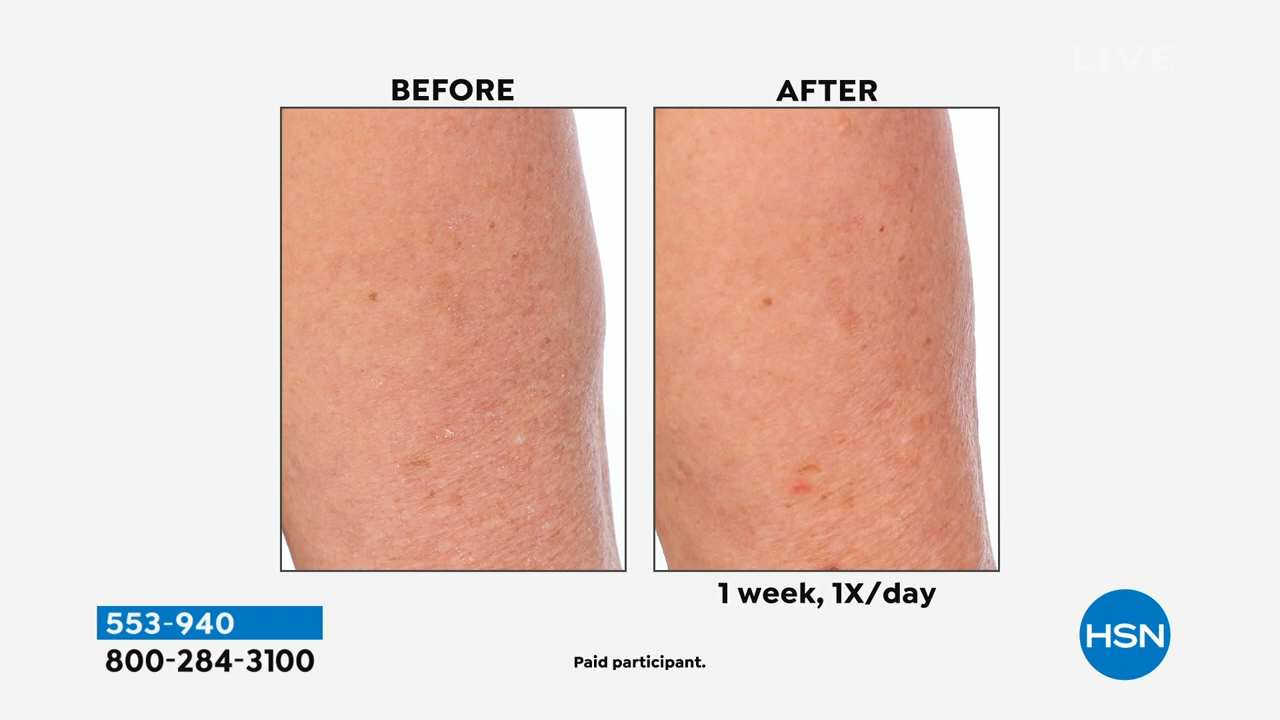 LIVE
BEFORE
AFTER
1 week, 1X/day
553-940
800-284-3100
Paid participant.
HSN